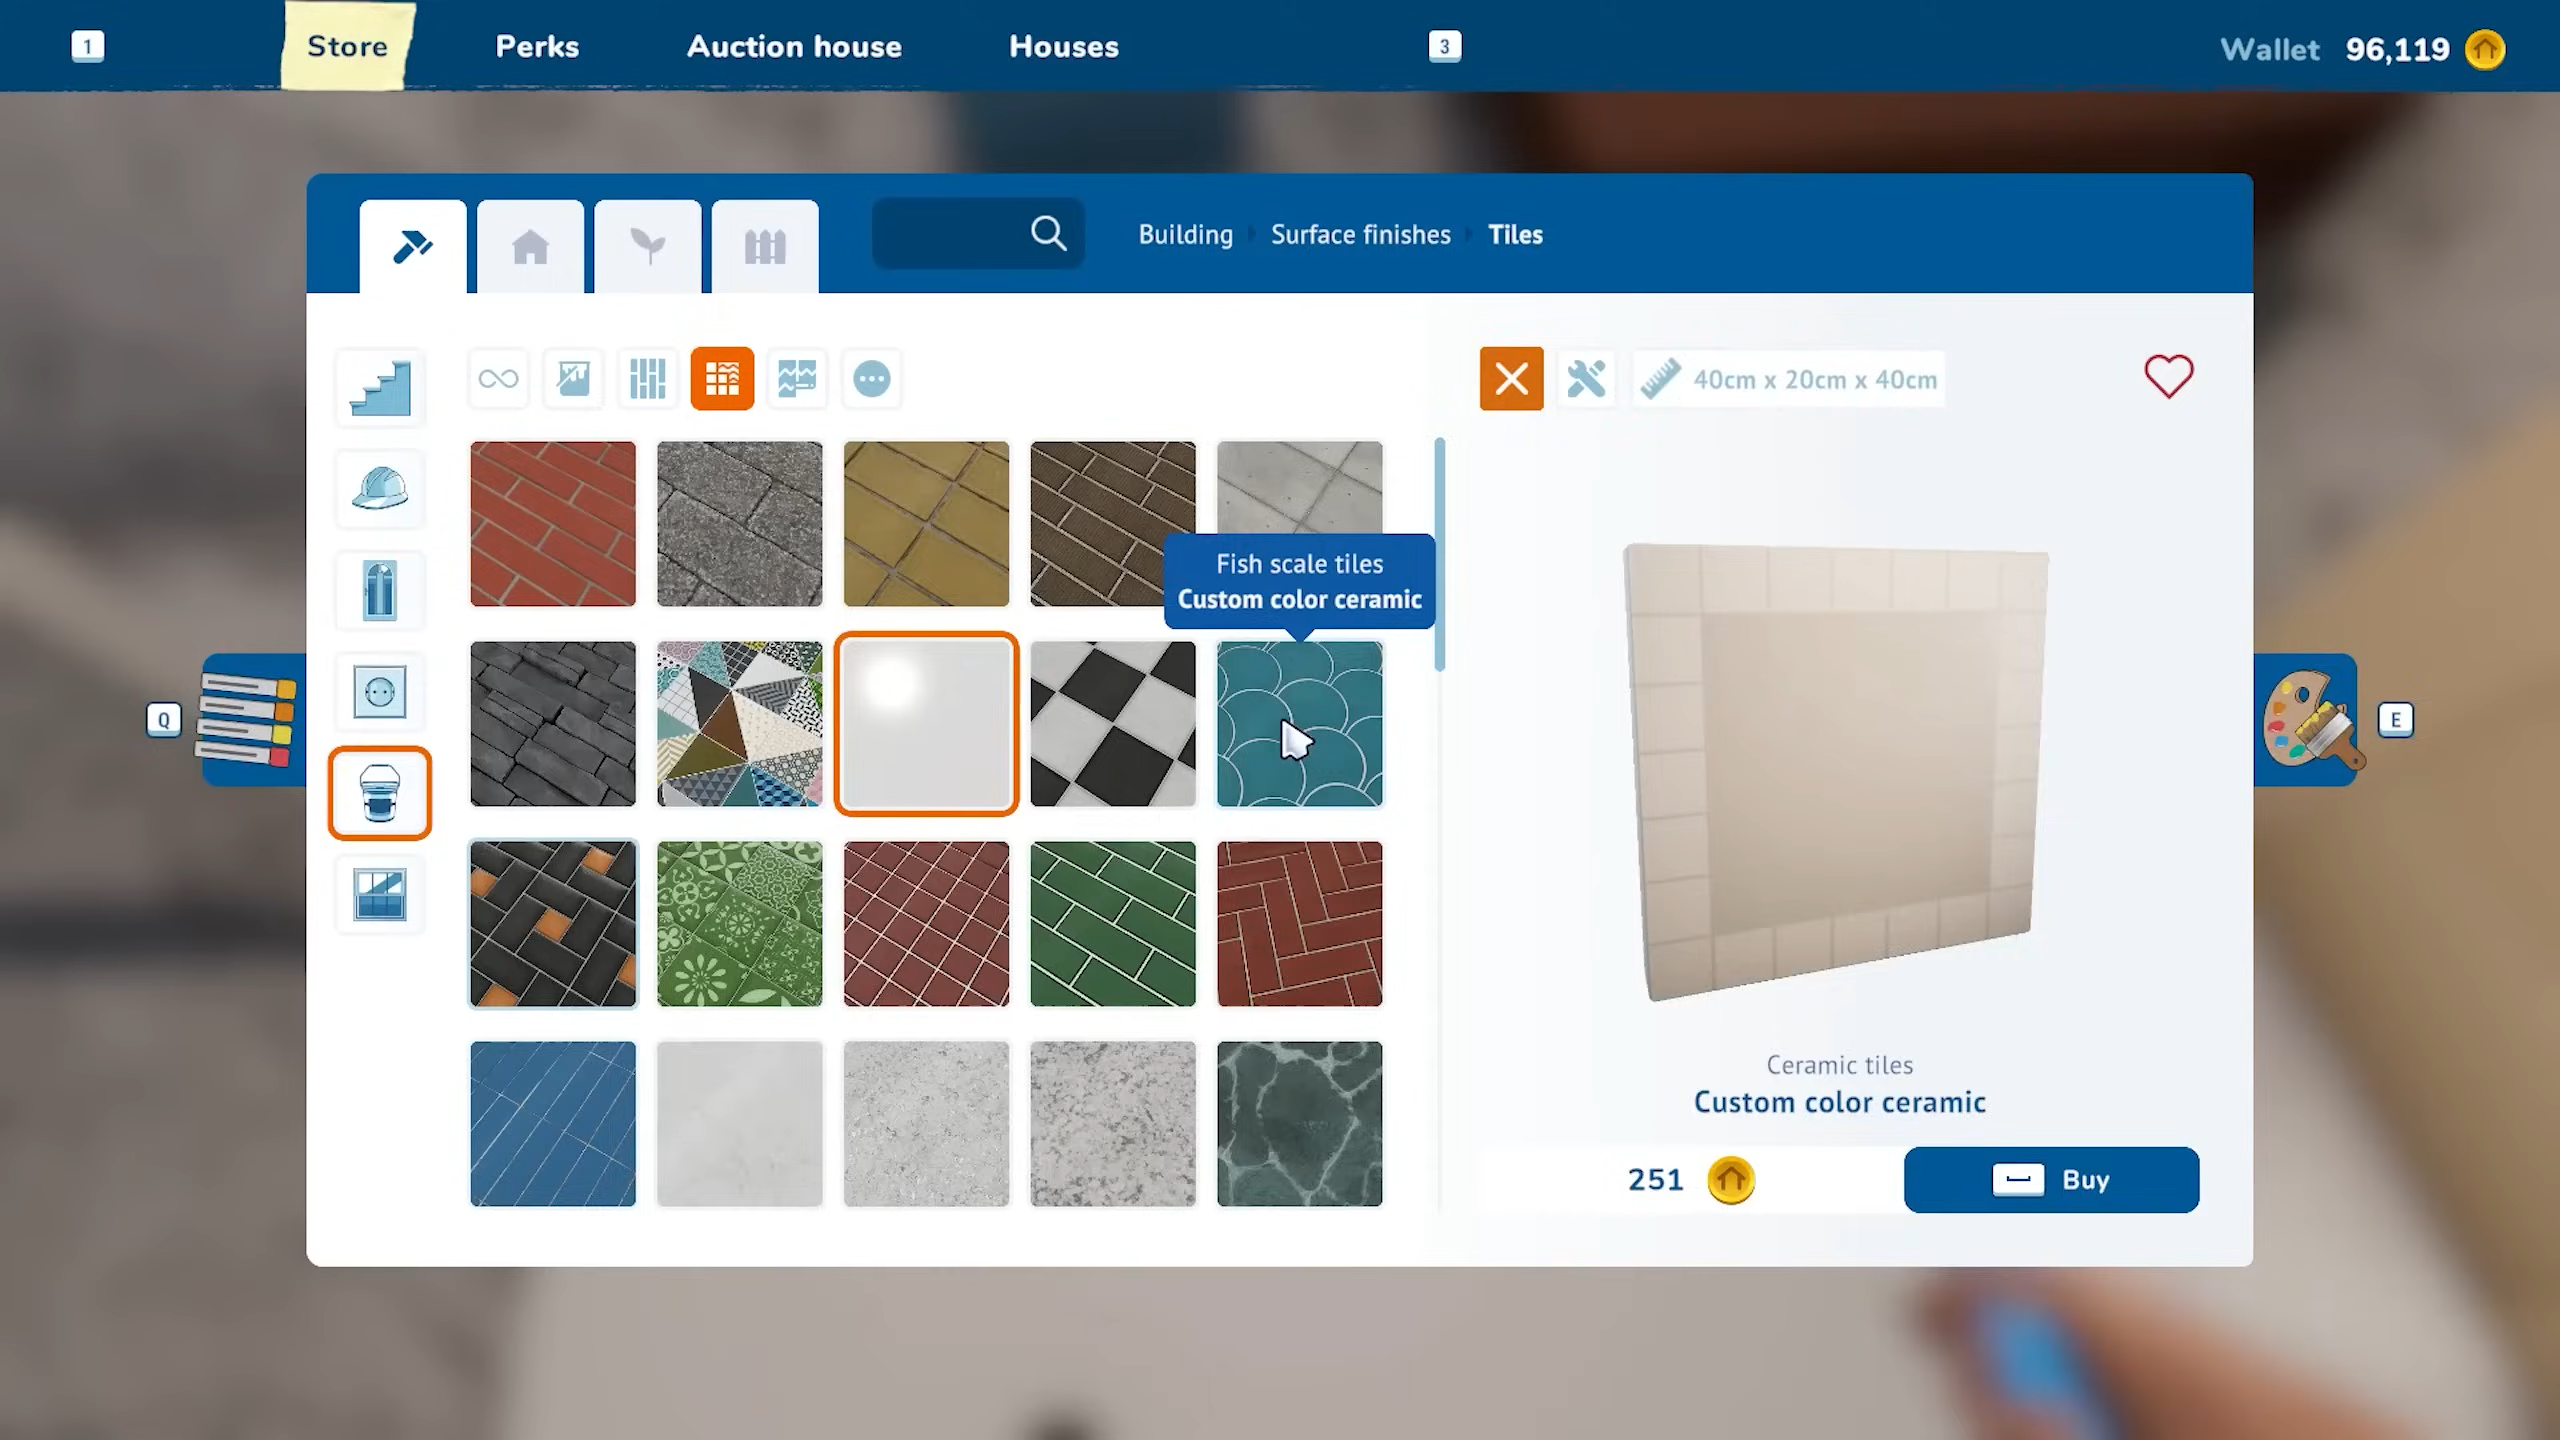 1
Store
Perks
Auction house
Houses
3
Wallet 96,119
Building
Surface finishes
Tiles
40cm x 20cm x 40cm
Fish scale tiles
Custom color ceramic
Q
E
Ceramic tiles
Custom color ceramic
251
Buy